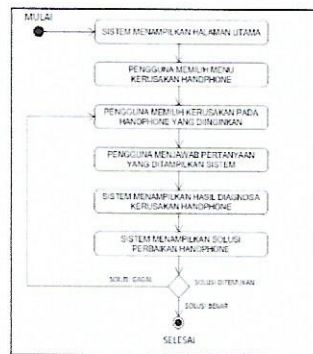 MULAI
SISTEM MENAMPILKAN HALAMAN UTAMA
PENGGUNA MEMILIH MENU
KERUSAKAN HANDPHONE
PENGGUNA MEMILIH KERUSAKAN PADA
HANDPHONE YANG DIINGINKAN
PENGGUNA MENJAWAB PERTANYAAN
YANG DITAMPILKAN SISTEM
SISTEM MENAMPILKAN HASIL DIAGNOSA
KERUSAKAN HANDPHONE
SISTEM MENAMPILKAN SOLUSI
PERBAIKAN HANDPHONE
SOLUSI GAGAL
SOLUSI DITEMUKAN
SOLUSI BENAR
SELESAI